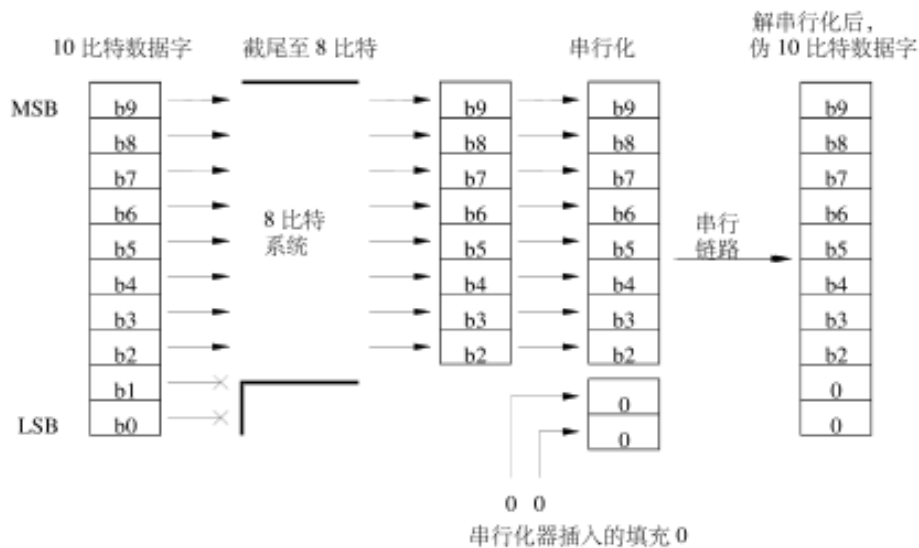 10 比特数据字
截尾至 8 比特
串行化
解串行化后，
伪 10 比特数据字
MSB
b9
b9
b9
b9
b8
b8
b8
b8
b7
b7
b7
b7
b6
b6
b6
b6
8 比特
系统
串行
链路
b5
b5
b5
b5
b4
b4
b4
b4
b3
b3
b3
b3
b2
b2
b2
b2
b1
0
0
LSB
b0
0
0
0 0
串行化器插入的填充 0